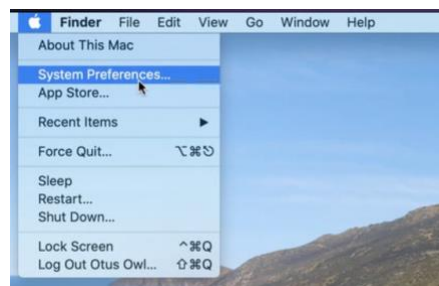 Finder File Edit View Go Window Help
About This Mac
System Preferences...
App Store...
Recent Items
Force Quit... ⌥⌘⎋
Sleep
Restart...
Shut Down...
Lock Screen ^⌘Q
Log Out Otus Owl... ⇧⌘Q